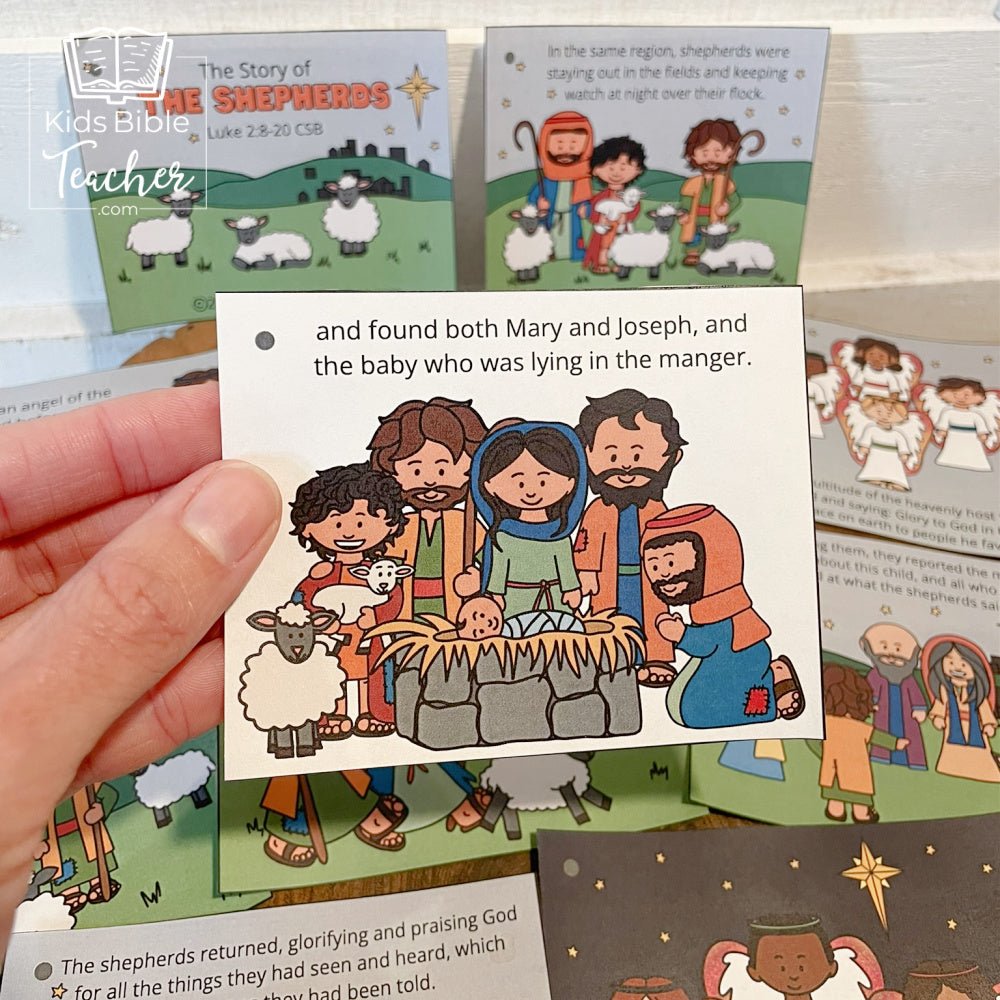 Kids Bible
Teacher
.com
The Story of
THE SHEPHERDS
Luke 2:8-20 CSB
In the same region, shepherds were
staying out in the fields and keeping
watch at night over their flock.
and found both Mary and Joseph, and
the baby who was lying in the manger.
an angel of the
multitude of the heavenly host
and saying: Glory to God in
on earth to people he
them, they reported the
about this child, and all who
at what the shepherds
The shepherds returned, glorifying and praising God
for all the things they had seen and heard, which
they had been told.